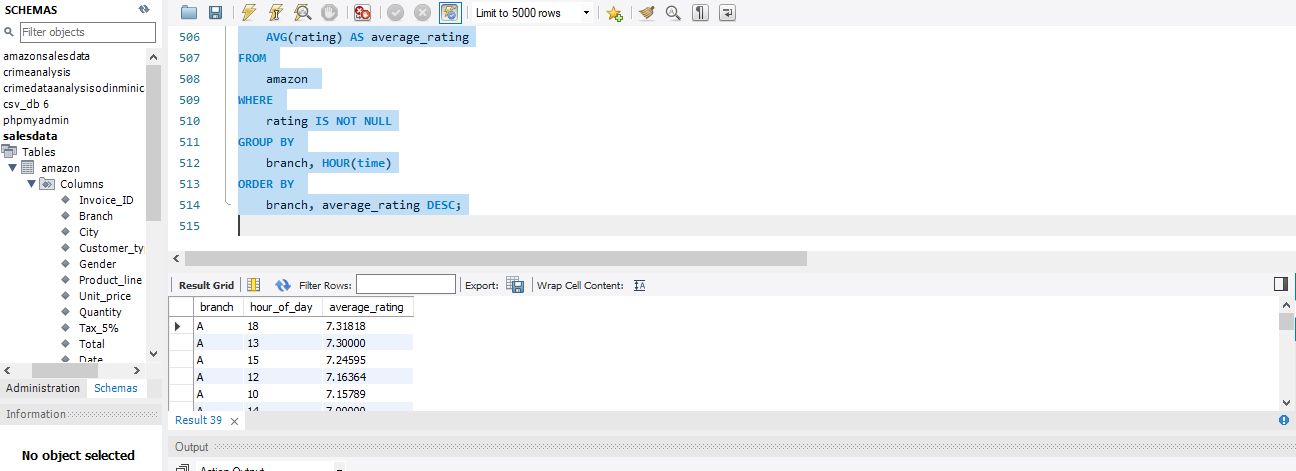 SCHEMAS
Filter objects
amazonsalesdata
crimeanalysis
crimedataanalysisodinminic
csv_db 6
phpmyadmin
salesdata
Tables
amazon
Columns
Invoice_ID
Branch
City
Customer_ty
Gender
Product_line
Unit_price
Quantity
Tax_5%
Total
Date
Administration Schemas
Information
No object selected
Limit to 5000 rows
506 AVG(rating) AS average_rating
507 FROM
508 amazon
509 WHERE
510 rating IS NOT NULL
511 GROUP BY
512 branch, HOUR(time)
513 ORDER BY
514 branch, average_rating DESC;
515
Result Grid Filter Rows: Export: Wrap Cell Content:
branch hour_of_day average_rating
A 18 7.31818
A 13 7.30000
A 15 7.24595
A 12 7.16364
A 10 7.15789
A 14 7.00000
Result 39
Output
Action Output